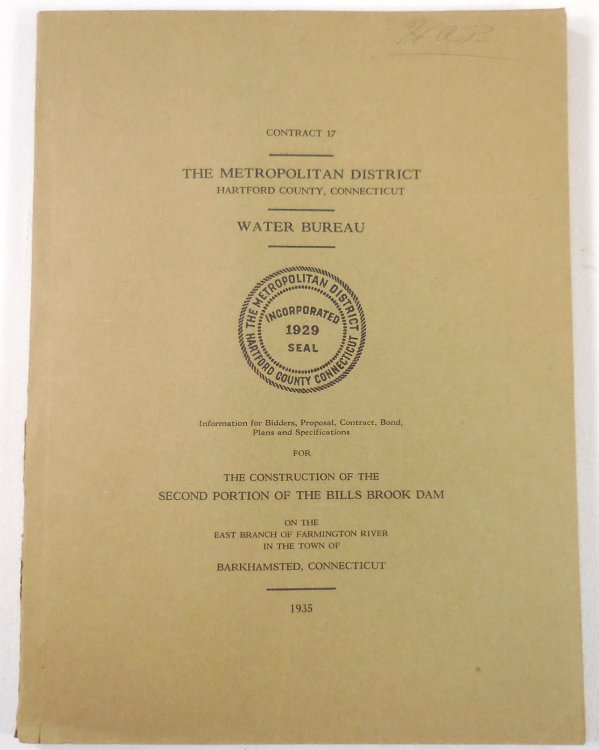 CONTRACT 17
THE METROPOLITAN DISTRICT
HARTFORD COUNTY, CONNECTICUT
WATER BUREAU
THE METROPOLITAN DISTRICT
HARTFORD COUNTY CONNECTICUT
INCORPORATED
1929
SEAL
Information for Bidders, Proposal, Contract, Bond,
Plans and Specifications
FOR
THE CONSTRUCTION OF THE
SECOND PORTION OF THE BILLS BROOK DAM
ON THE
EAST BRANCH OF FARMINGTON RIVER
IN THE TOWN OF
BARKHAMSTED, CONNECTICUT
1935